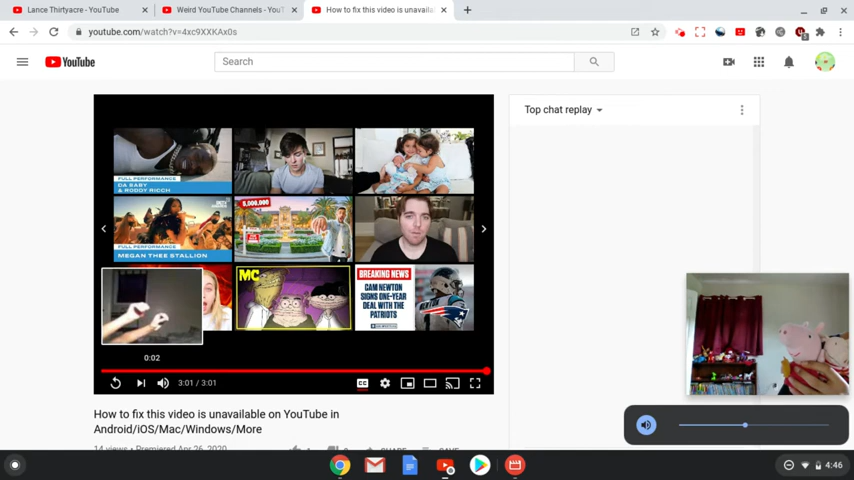 Lance Thirtyacre - YouTube
Weird YouTube Channels - YouT
How to fix this video is unavaila
youtube.com/watch?v=4xc9XXKAx0s
YouTube
Search
Top chat replay
FULL PERFORMANCE
DA BABY
& RODDY RICCH
FULL PERFORMANCE
MEGAN THEE STALLION
5,000,000
MC
BREAKING NEWS
CAM NEWTON
SIGNS ONE-YEAR
DEAL WITH THE
PATRIOTS
0:02
3:01 / 3:01
CC
How to fix this video is unavailable on YouTube in
Android/iOS/Mac/Windows/More
14 views • Premiered Apr 26, 2020
SHARE
SAVE
4:46